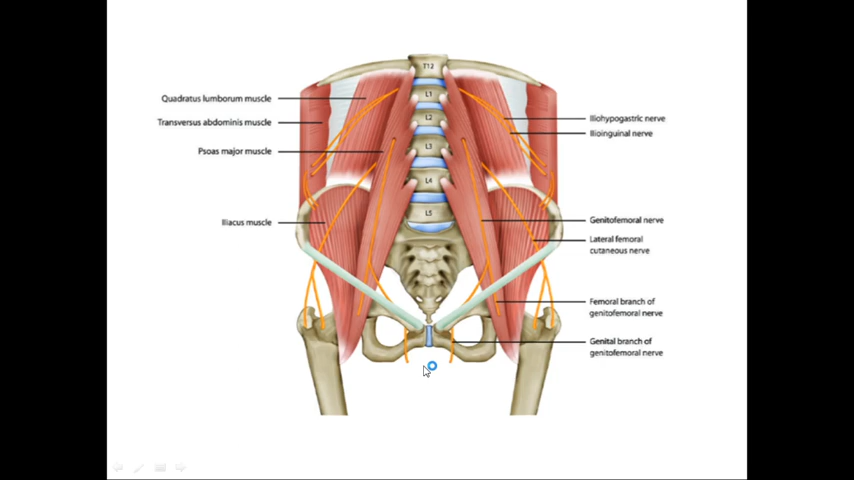 T12
L1
L2
L3
L4
L5
Quadratus lumborum muscle
Transversus abdominis muscle
Psoas major muscle
Iliacus muscle
Iliohypogastric nerve
Ilioinguinal nerve
Genitofemoral nerve
Lateral femoral
cutaneous nerve
Femoral branch of
genitofemoral nerve
Genital branch of
genitofemoral nerve